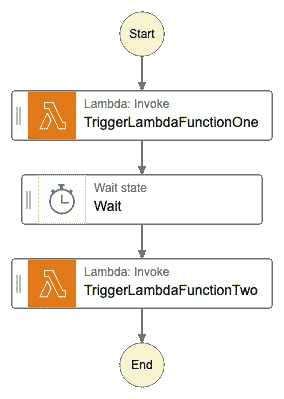 Start
Lambda: Invoke
TriggerLambdaFunctionOne
Wait state
Wait
Lambda: Invoke
TriggerLambdaFunctionTwo
End